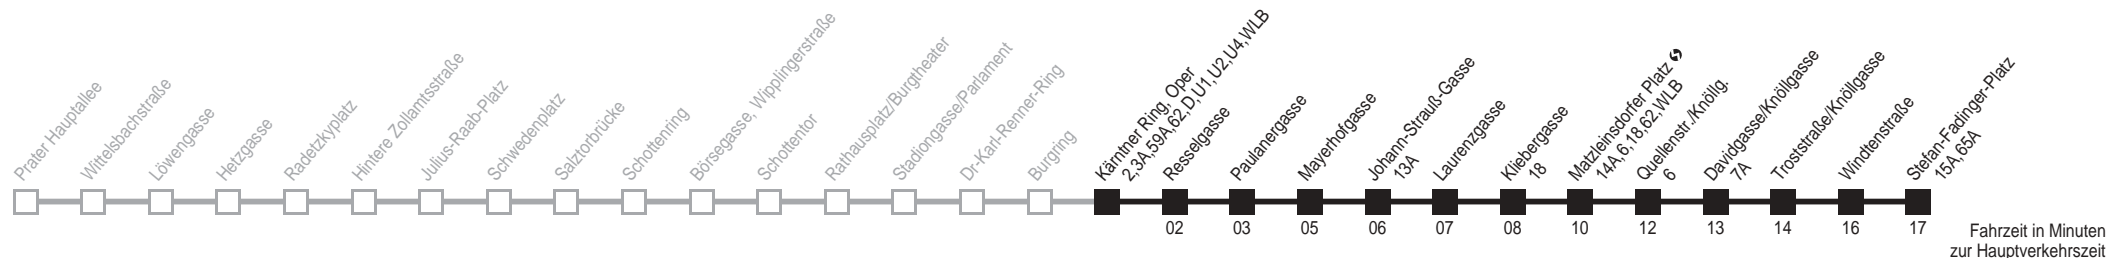 Prater Hauptallee
Wittelsbachstraße
Löwengasse
Hetzgasse
Radetzkyplatz
Hintere Zollamtsstraße
Julius-Raab-Platz
Schwedenplatz
Salztorbrücke
Schottenring
Börsegasse, Wipplingerstraße
Schottentor
Rathausplatz/Burgtheater
Stadiongasse/Parlament
Dr-Karl-Renner-Ring
Burgring
Kärntner Ring, Oper
2,3A,59A,62,D,U1,U2,U4,WLB
Resselgasse
Paulanergasse
Mayerhofgasse
Johann-Strauß-Gasse
13A
Laurenzgasse
Kliebergasse
18
Matzleinsdorfer Platz
14A,6,18,62,WLB
Quellenstr./Knöllg.
6
Davidgasse/Knöllgasse
7A
Troststraße/Knöllgasse
Windtenstraße
Stefan-Fadinger-Platz
15A,65A
02 03 05 06 07 08 10 12 13 14 16 17
Fahrzeit in Minuten
zur Hauptverkehrszeit